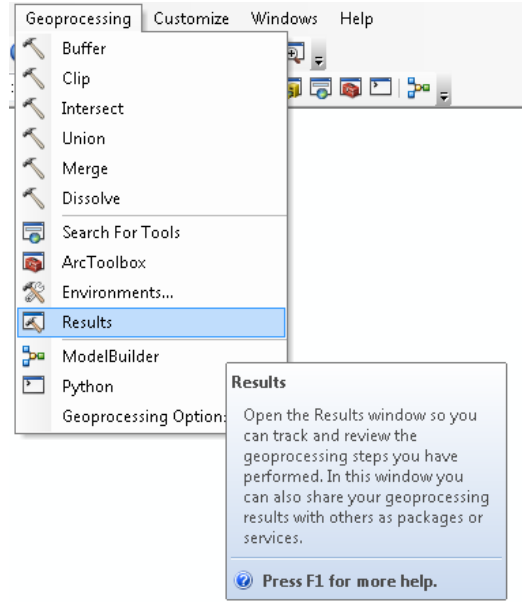 Geoprocessing Customize Windows Help
Buffer
Clip
Intersect
Union
Merge
Dissolve
Search For Tools
ArcToolbox
Environments...
Results
ModelBuilder
Python
Geoprocessing Option
Results
Open the Results window so you
can track and review the
geoprocessing steps you have
performed. In this window you
can also share your geoprocessing
results with others as packages or
services.
Press F1 for more help.